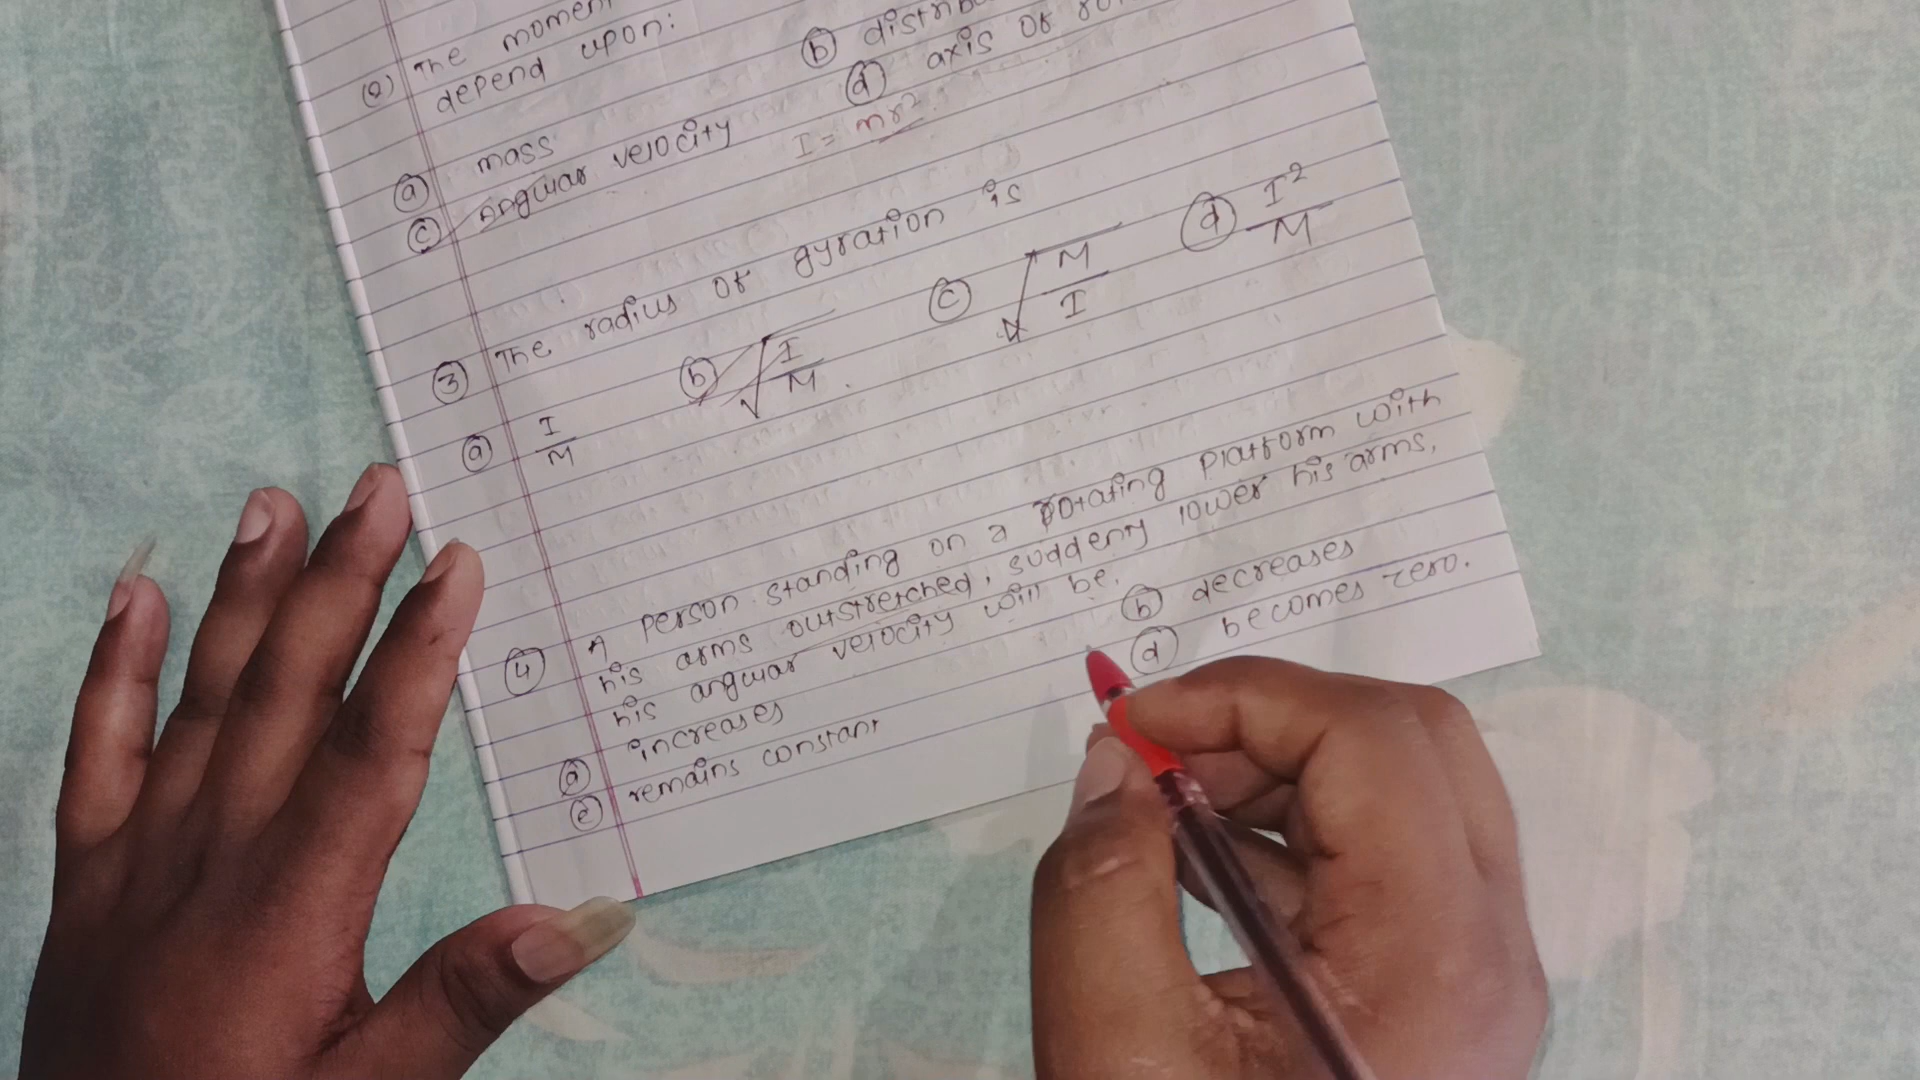 (2) The moment
depend upon:
(a) mass (b) distrib
(c) Angular velocity (d) axis of
I = mr²
(3) The radius of gyration is
(a) I/M (b) √(I/M). (c) √(M/I) (d) I²/M
(4) A person standing on a rotating platform with
his arms outstretched, suddenly lower his arms,
his angular velocity will be.
(a) increases (b) decreases
(c) remains constant (d) becomes zero.